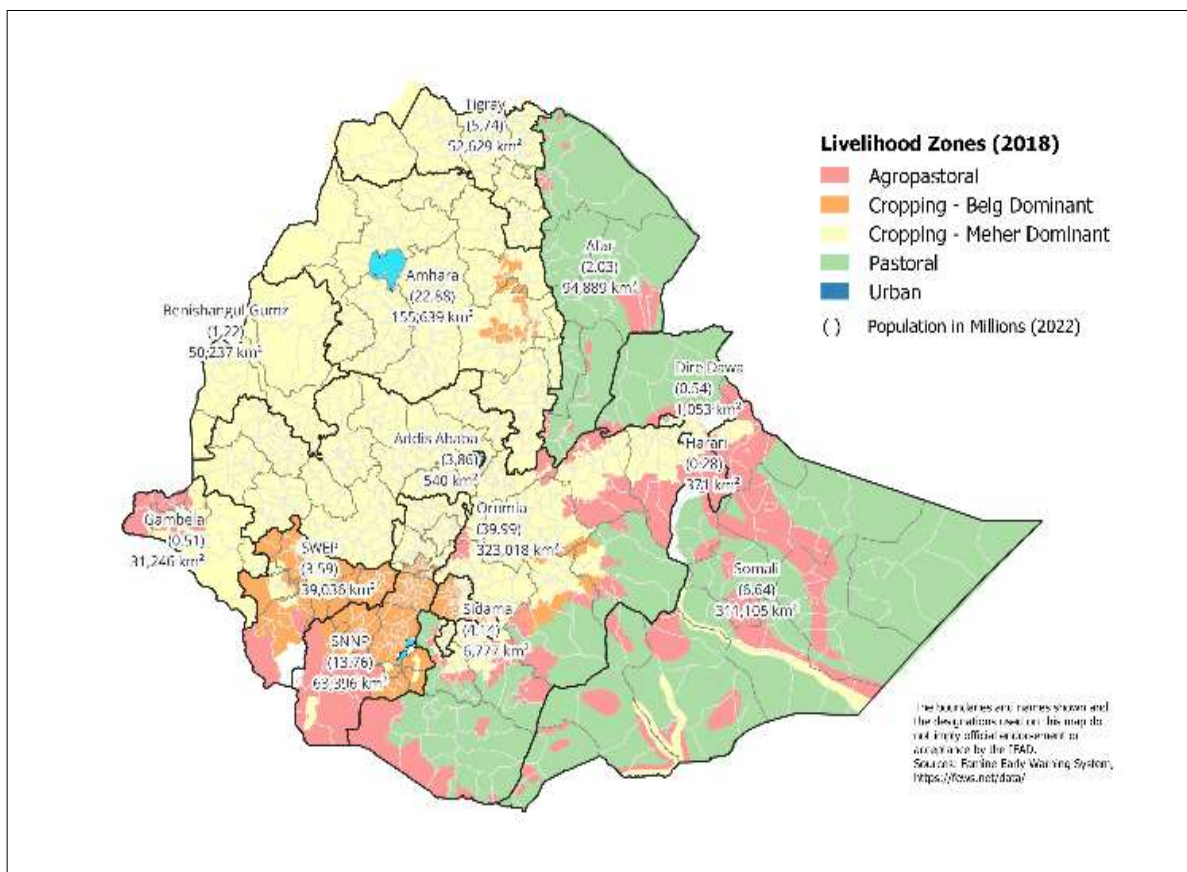 Tigray
(5,74)
52,629 km²
Afar
(2.03)
94,889 km²
Amhara
(22.88)
155,639 km²
Benishangul Gumz
(1,22)
50,237 km²
Dire Dawa
(0.54)
1,053 km²
Addis Ababa
(3,86)
540 km²
Harari
(0.28)
371 km²
Oromia
(39.99)
323,018 km²
Gambela
(0.51)
31,246 km²
SWEP
(3.59)
39,036 km²
Somali
(6.64)
311,105 km²
Sidama
(4.14)
6,777 km²
SNNP
(13.76)
63,396 km²
Livelihood Zones (2018)
Agropastoral
Cropping - Belg Dominant
Cropping - Meher Dominant
Pastoral
Urban
( ) Population in Millions (2022)
The boundaries and names shown and
the designations used on this map do
not imply official endorsement or
acceptance by the IFAD.
Sources: Famine Early Warning System,
https://fews.net/data/